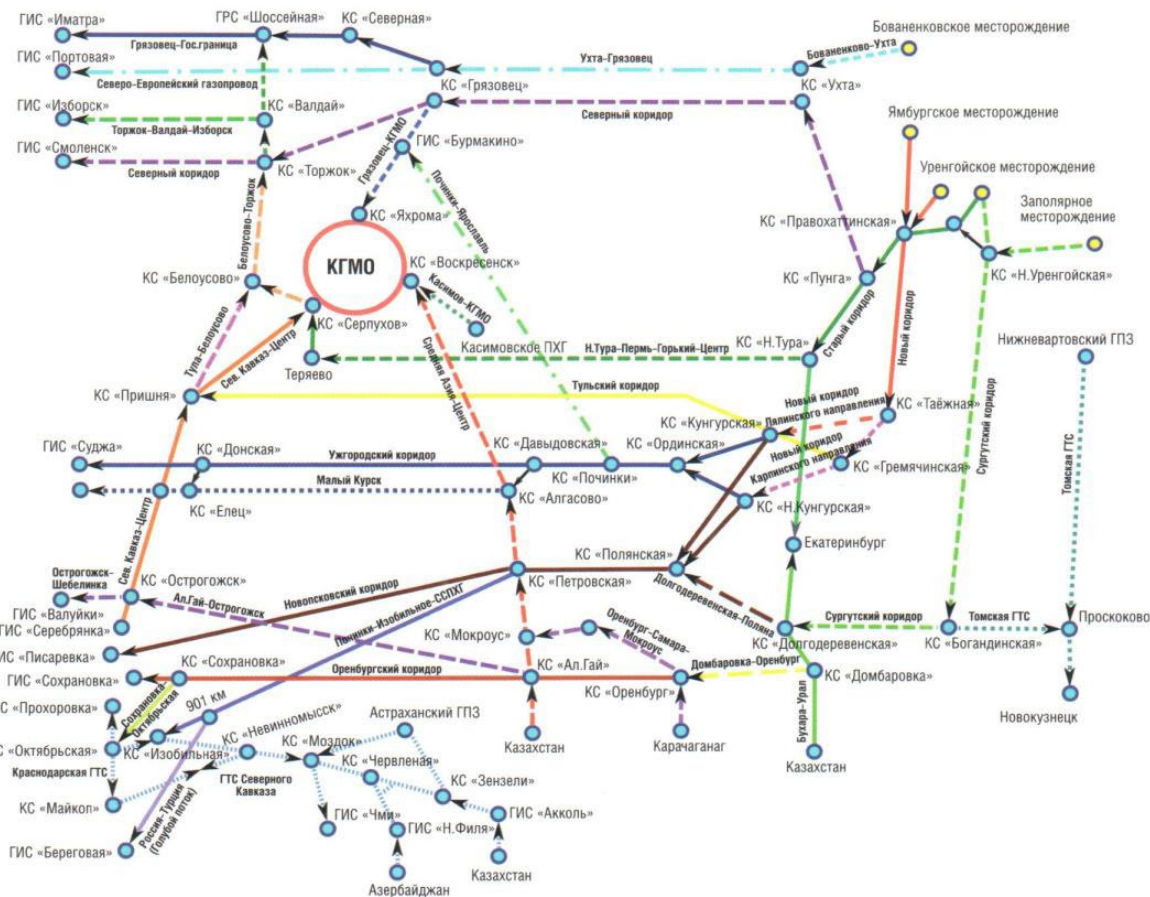 ГИС «Иматра»
ГРС «Шоссейная»
КС «Северная»
Грязовец-Гос.граница
Бованенковское месторождение
Бованенково-Ухта
ГИС «Портовая»
Ухта-Грязовец
Северо-Европейский газопровод
КС «Грязовец»
КС «Ухта»
ГИС «Изборск»
КС «Валдай»
Северный коридор
Ямбургское месторождение
Торжок-Валдай-Изборск
Грязовец-КГМО
ГИС «Бурмакино»
ГИС «Смоленск»
Северный коридор
КС «Торжок»
Починки-Ярославль
Уренгойское месторождение
Заполярное
месторождение
КС «Яхрома»
КС «Правохаттинская»
Белоусово-Торжок
КГМО
КС «Воскресенск»
КС «Белоусово»
Касимов-КГМО
КС «Пунга»
КС «Н.Уренгойская»
КС «Серпухов»
Касимовское ПХГ
Старый коридор
Новый коридор
Тула-Белоусово
Сев. Кавказ-Центр
Теряево
Средняя Азия-Центр
Н.Тура-Пермь-Горький-Центр
КС «Н.Тура»
Нижневартовский ГПЗ
КС «Пришня»
Тульский коридор
Новый коридор
Лялинского направления
КС «Таёжная»
КС «Кунгурская»
Сургутский коридор
ГИС «Суджа»
КС «Донская»
Ужгородский коридор
КС «Давыдовская»
КС «Ординская»
Новый коридор
Карпинского направления
КС «Гремячинская»
КС «Починки»
Малый Курск
КС «Елец»
КС «Алгасово»
КС «Н.Кунгурская»
Томская ГТС
Сев. Кавказ-Центр
Екатеринбург
КС «Полянская»
КС «Петровская»
Долгодеревенская-Поляна
Острогожск-
Шебелинка
КС «Острогожск»
Новопсковский коридор
Ал.Гай-Острогожск
Починки-Изобильное-ССПХГ
ГИС «Валуйки»
ГИС «Серебрянка»
Сургутский коридор
Томская ГТС
Проскоково
КС «Мокроус»
Оренбург-Самара-
Мокроус
КС «Долгодеревенская»
КС «Богандинская»
ИС «Писаревка»
КС «Сохрановка»
КС «Ал.Гай»
Домбаровка-Оренбург
КС «Домбаровка»
ГИС «Сохрановка»
Оренбургский коридор
КС «Оренбург»
Новокузнецк
С «Прохоровка»
Сохрановка-
Октябрьская
901 км
Астраханский ГПЗ
Казахстан
Карачаганаг
Бухара-Урал
Казахстан
КС «Невинномысск»
С «Октябрьская»
КС «Изобильная»
КС «Моздок»
Краснодарская ГТС
КС «Червленая»
ГТС Северного
Кавказа
КС «Зензели»
КС «Майкоп»
Россия-Турция
(Голубой поток)
ГИС «Чми»
ГИС «Н.Филя»
ГИС «Акколь»
ГИС «Береговая»
Азербайджан
Казахстан